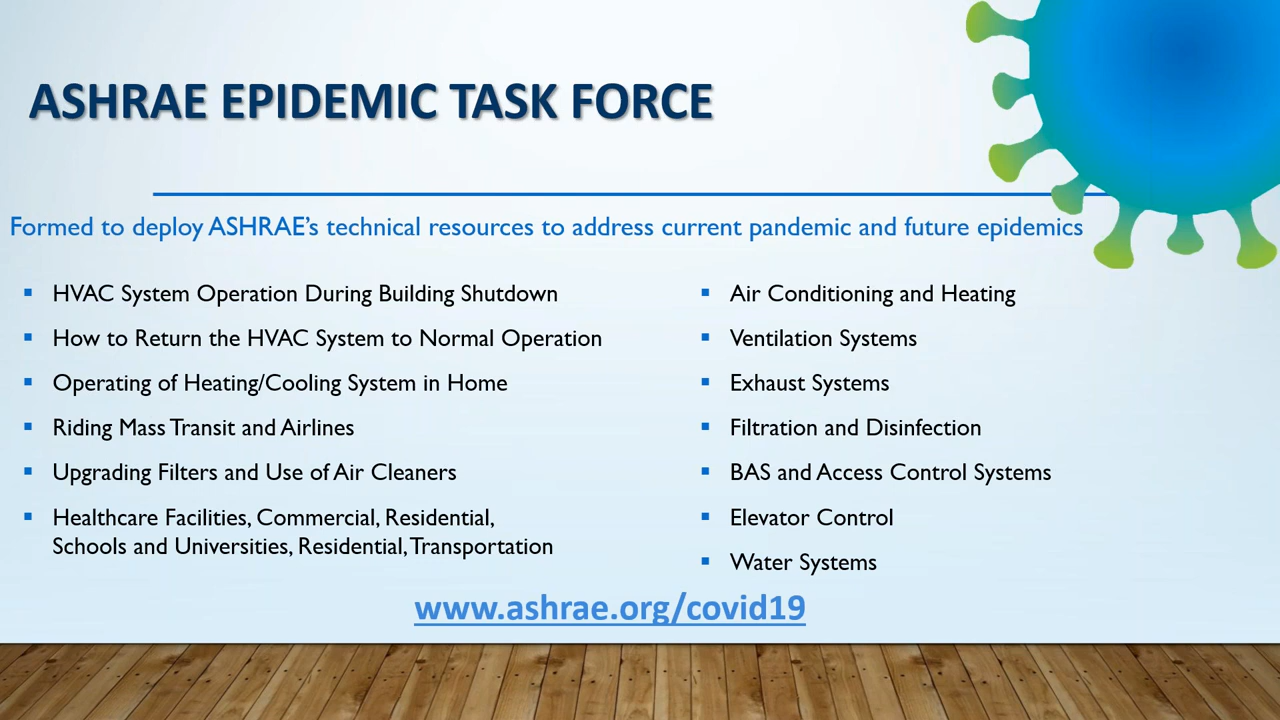 ASHRAE EPIDEMIC TASK FORCE
Formed to deploy ASHRAE's technical resources to address current pandemic and future epidemics
▪ HVAC System Operation During Building Shutdown
▪ How to Return the HVAC System to Normal Operation
▪ Operating of Heating/Cooling System in Home
▪ Riding Mass Transit and Airlines
▪ Upgrading Filters and Use of Air Cleaners
▪ Healthcare Facilities, Commercial, Residential,
Schools and Universities, Residential, Transportation
▪ Air Conditioning and Heating
▪ Ventilation Systems
▪ Exhaust Systems
▪ Filtration and Disinfection
▪ BAS and Access Control Systems
▪ Elevator Control
▪ Water Systems
www.ashrae.org/covid19